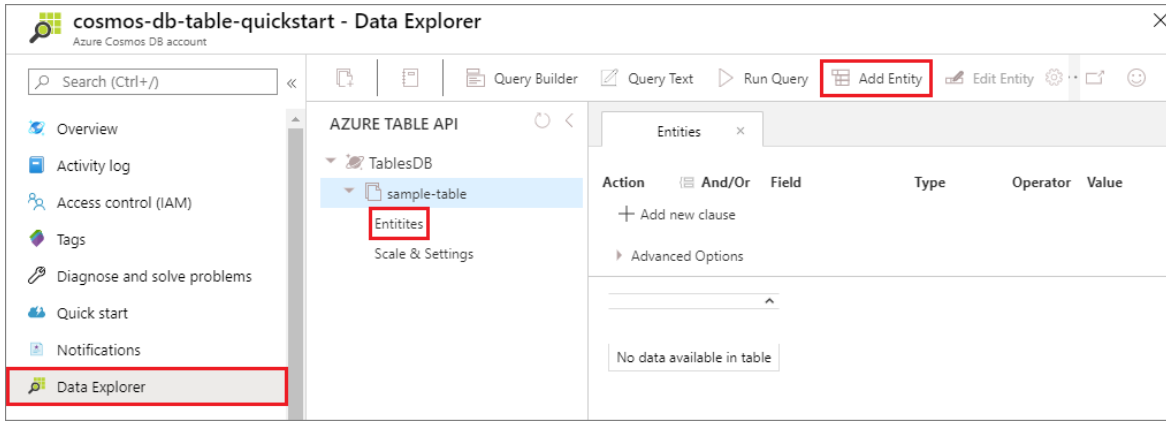 cosmos-db-table-quickstart - Data Explorer
Azure Cosmos DB account
Search (Ctrl+/)
Overview
Activity log
Access control (IAM)
Tags
Diagnose and solve problems
Quick start
Notifications
Data Explorer
Query Builder
Query Text
Run Query
Add Entity
Edit Entity
AZURE TABLE API
TablesDB
sample-table
Entitites
Scale & Settings
Entities
Action And/Or Field Type Operator Value
Add new clause
Advanced Options
No data available in table